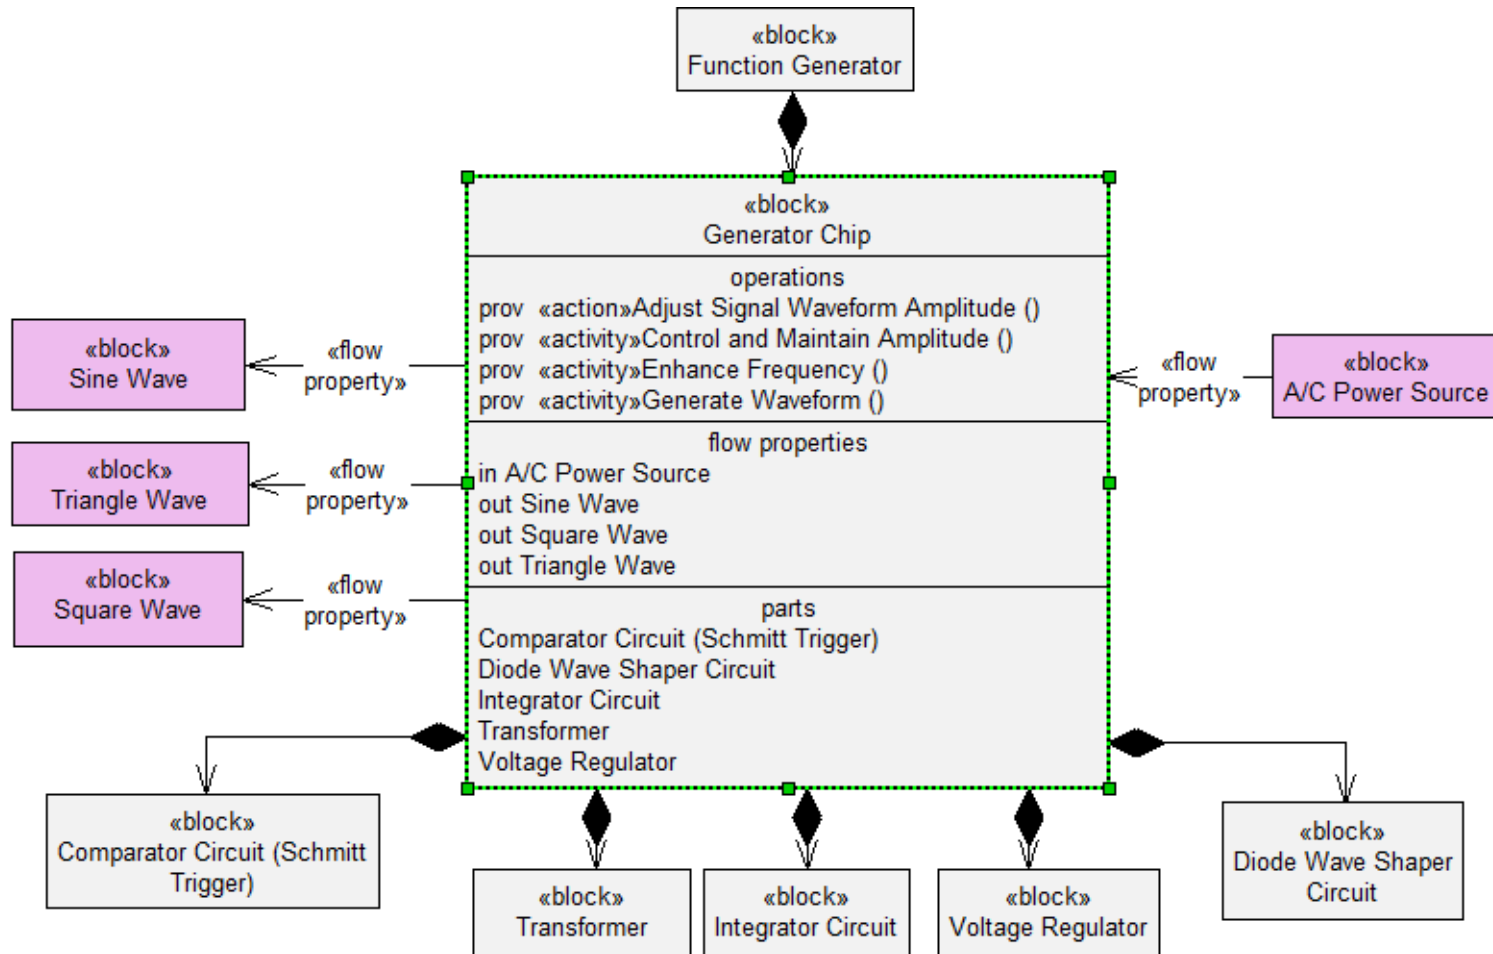 «block»
Function Generator
«block»
Generator Chip
operations
prov  «action»Adjust Signal Waveform Amplitude ()
prov  «activity»Control and Maintain Amplitude ()
prov  «activity»Enhance Frequency ()
prov  «activity»Generate Waveform ()
flow properties
in A/C Power Source
out Sine Wave
out Square Wave
out Triangle Wave
parts
Comparator Circuit (Schmitt Trigger)
Diode Wave Shaper Circuit
Integrator Circuit
Transformer
Voltage Regulator
«block»
Sine Wave
«flow
property»
«block»
Triangle Wave
«flow
property»
«block»
Square Wave
«flow
property»
«flow
property»
«block»
A/C Power Source
«block»
Comparator Circuit (Schmitt
Trigger)
«block»
Transformer
«block»
Integrator Circuit
«block»
Voltage Regulator
«block»
Diode Wave Shaper
Circuit